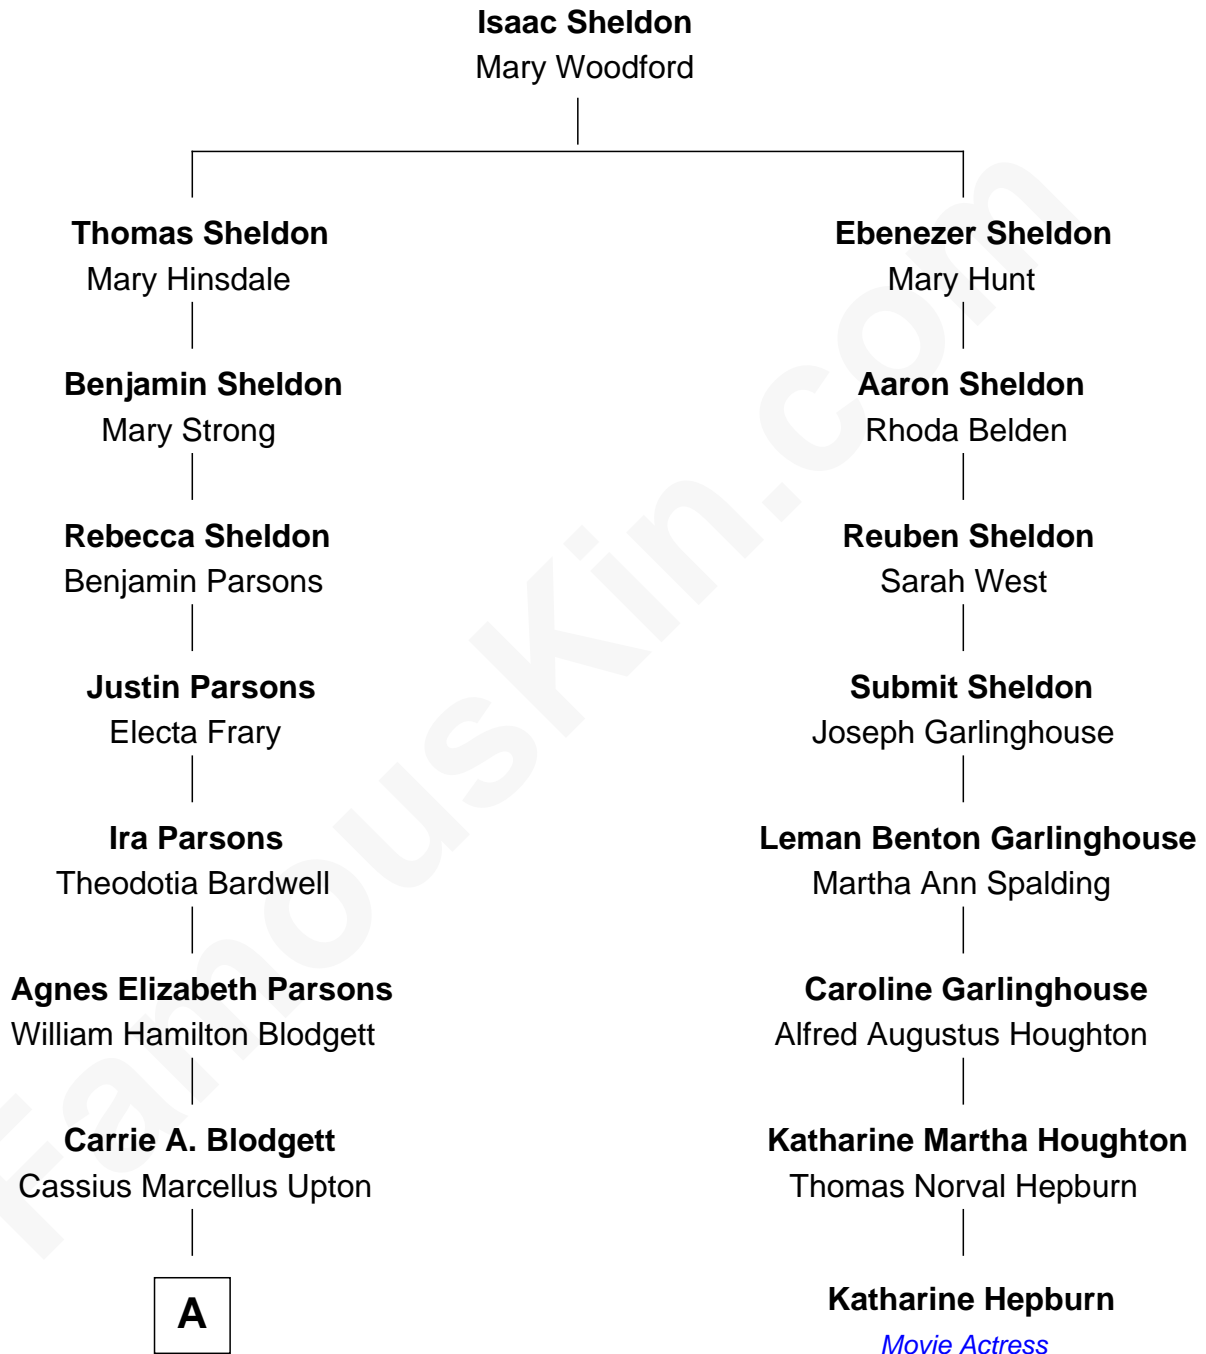 Isaac Sheldon
Mary Woodford
Thomas Sheldon
Mary Hinsdale
Benjamin Sheldon
Mary Strong
Rebecca Sheldon
Benjamin Parsons
Justin Parsons
Electa Frary
Ira Parsons
Theodotia Bardwell
Agnes Elizabeth Parsons
William Hamilton Blodgett
Carrie A. Blodgett
Cassius Marcellus Upton
A
Ebenezer Sheldon
Mary Hunt
Aaron Sheldon
Rhoda Belden
Reuben Sheldon
Sarah West
Submit Sheldon
Joseph Garlinghouse
Leman Benton Garlinghouse
Martha Ann Spalding
Caroline Garlinghouse
Alfred Augustus Houghton
Katharine Martha Houghton
Thomas Norval Hepburn
Katharine Hepburn
Movie Actress
FamousKin.com